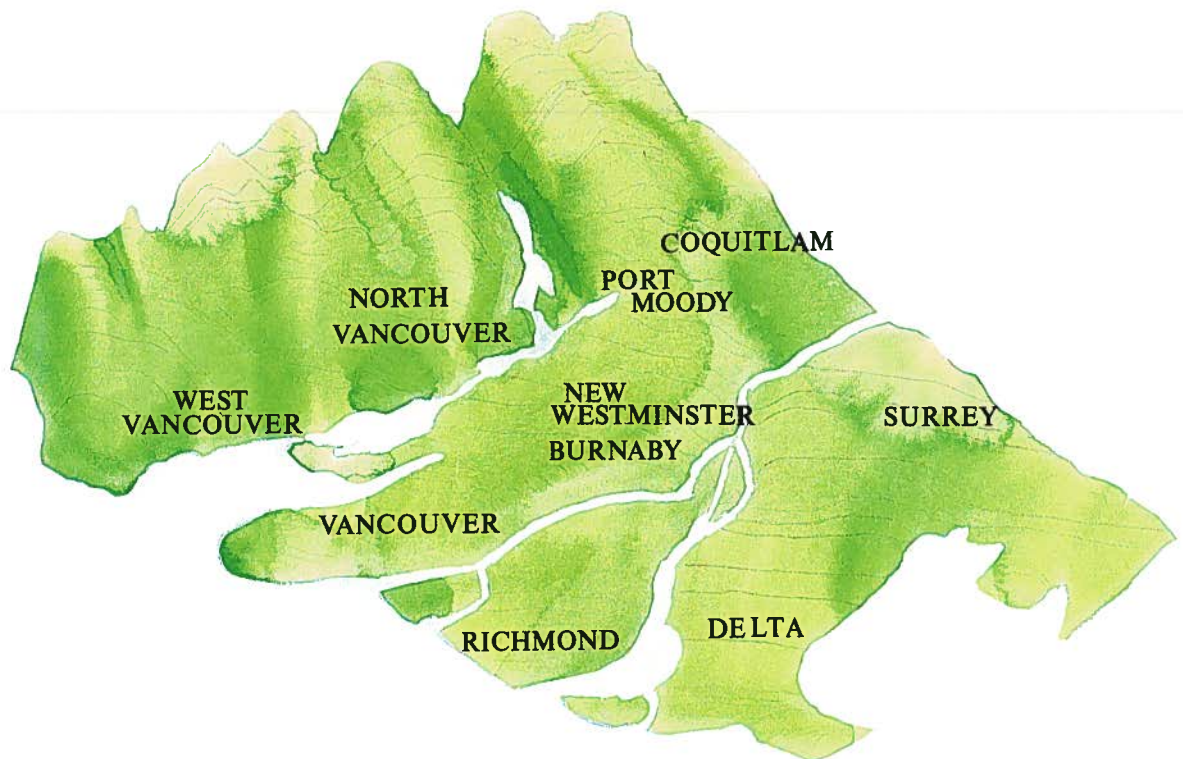 COQUITLAM
PORT
MOODY
NORTH
VANCOUVER
WEST
VANCOUVER
NEW
WESTMINSTER
SURREY
BURNABY
VANCOUVER
RICHMOND
DELTA